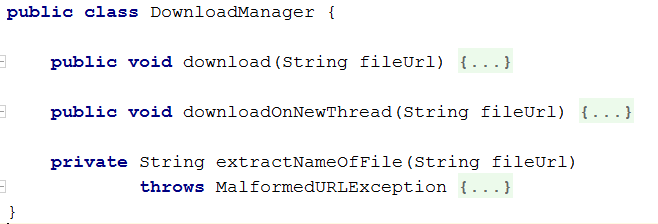 public class DownloadManager {
public void download(String fileUrl) {...}
public void downloadOnNewThread(String fileUrl) {...}
private String extractNameOfFile(String fileUrl)
throws MalformedURLException {...}
}